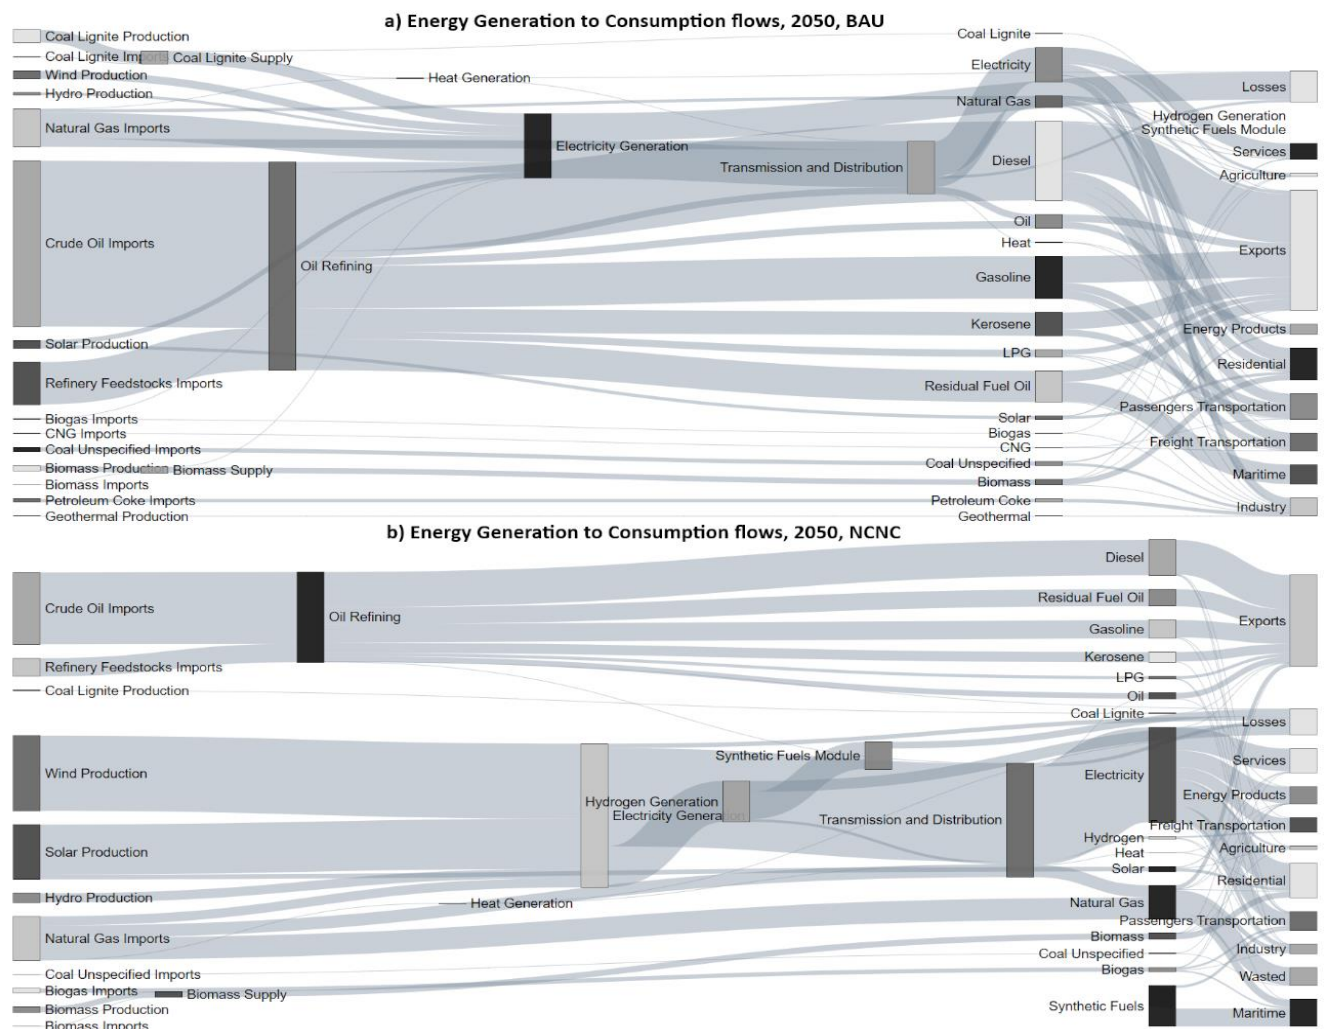 a) Energy Generation to Consumption flows, 2050, BAU
Coal Lignite Production
Coal Lignite Imports
Coal Lignite Supply
Wind Production
Hydro Production
Natural Gas Imports
Crude Oil Imports
Solar Production
Refinery Feedstocks Imports
Biogas Imports
CNG Imports
Coal Unspecified Imports
Biomass Production
Biomass Supply
Biomass Imports
Petroleum Coke Imports
Geothermal Production
Oil Refining
Heat Generation
Electricity Generation
Transmission and Distribution
Coal Lignite
Electricity
Natural Gas
Diesel
Oil
Heat
Gasoline
Kerosene
LPG
Residual Fuel Oil
Solar
Biogas
CNG
Coal Unspecified
Biomass
Petroleum Coke
Geothermal
Losses
Hydrogen Generation
Synthetic Fuels Module
Services
Agriculture
Exports
Energy Products
Residential
Passengers Transportation
Freight Transportation
Maritime
Industry
b) Energy Generation to Consumption flows, 2050, NCNC
Crude Oil Imports
Refinery Feedstocks Imports
Coal Lignite Production
Wind Production
Solar Production
Hydro Production
Natural Gas Imports
Coal Unspecified Imports
Biogas Imports
Biomass Supply
Biomass Production
Biomass Imports
Oil Refining
Heat Generation
Synthetic Fuels Module
Hydrogen Generation
Electricity Generation
Transmission and Distribution
Diesel
Residual Fuel Oil
Gasoline
Kerosene
LPG
Oil
Coal Lignite
Electricity
Hydrogen
Heat
Solar
Natural Gas
Biomass
Coal Unspecified
Biogas
Synthetic Fuels
Exports
Losses
Services
Energy Products
Freight Transportation
Agriculture
Residential
Passengers Transportation
Industry
Wasted
Maritime